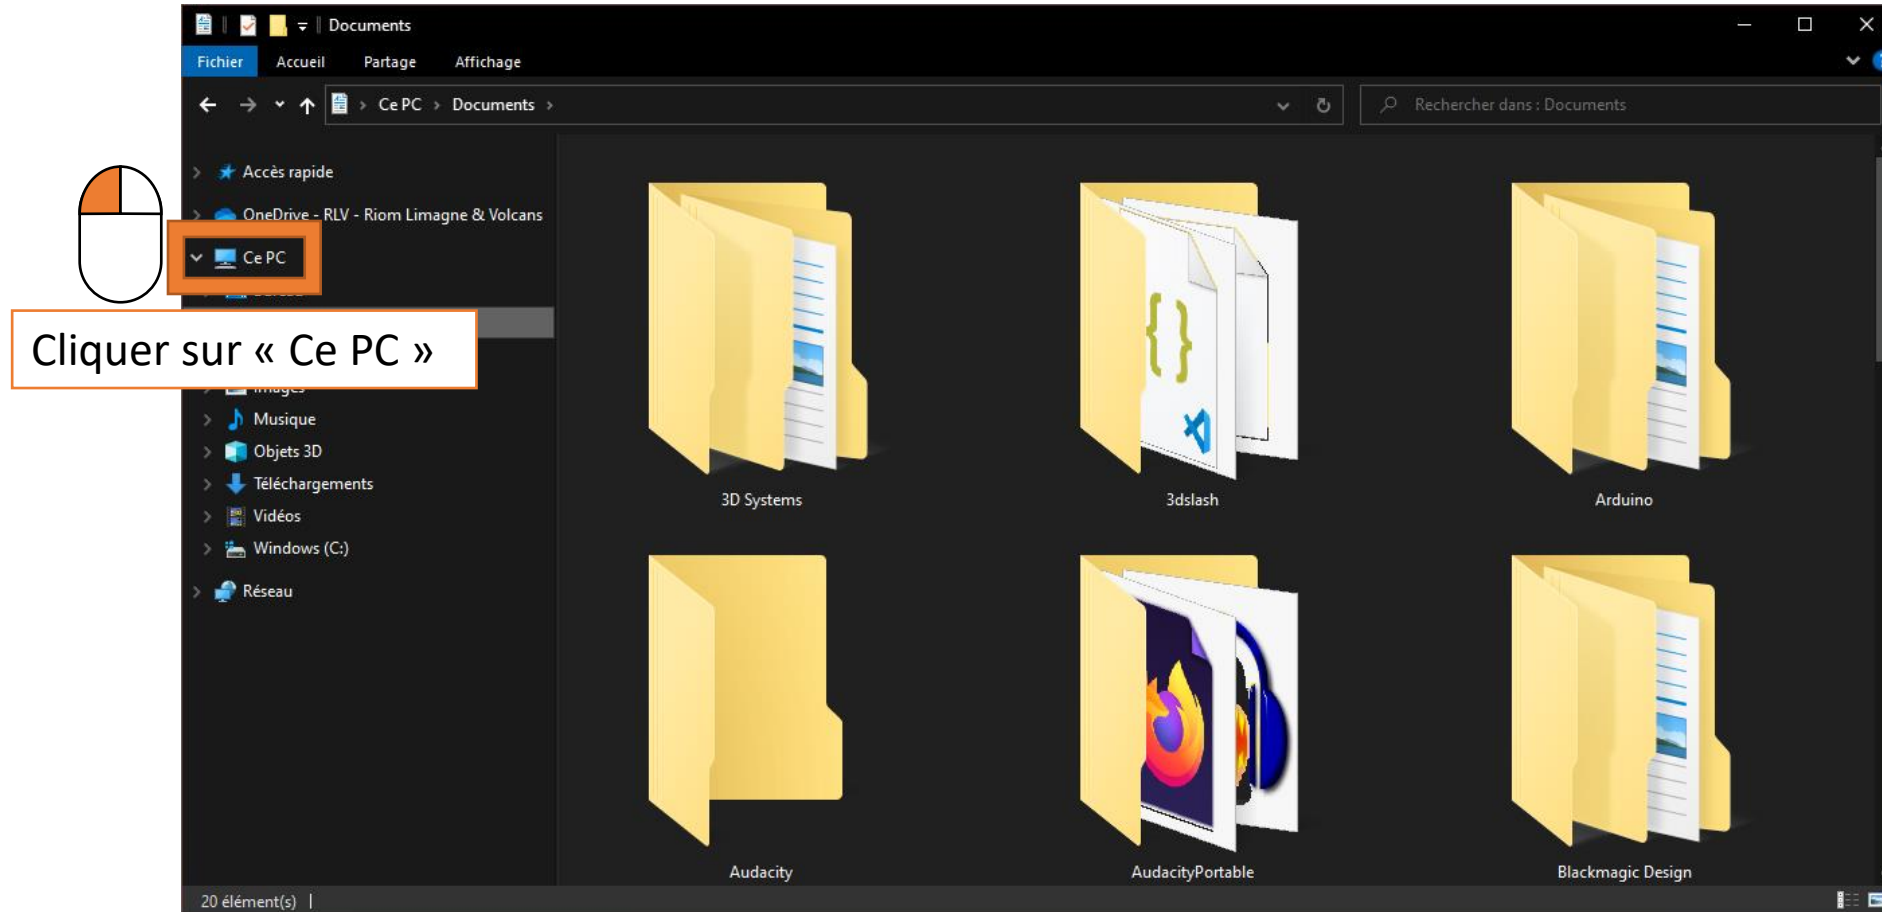 Documents
Fichier Accueil Partage Affichage
Ce PC > Documents >
Rechercher dans : Documents
Accès rapide
OneDrive - RLV - Riom Limagne & Volcans
Ce PC
Cliquer sur « Ce PC »
Images
Musique
Objets 3D
Téléchargements
Vidéos
Windows (C:)
Réseau
3D Systems
3dslash
Arduino
Audacity
AudacityPortable
Blackmagic Design
20 élément(s)